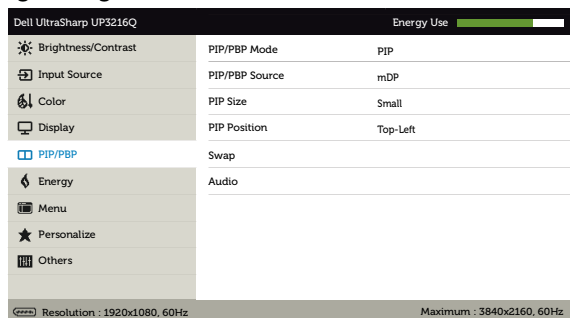 Dell UltraSharp UP3216Q Energy Use
Brightness/Contrast PIP/PBP Mode PIP
Input Source PIP/PBP Source mDP
Color PIP Size Small
Display PIP Position Top-Left
PIP/PBP Swap
Energy Audio
Menu
Personalize
Others
Resolution : 1920x1080, 60Hz Maximum : 3840x2160, 60Hz